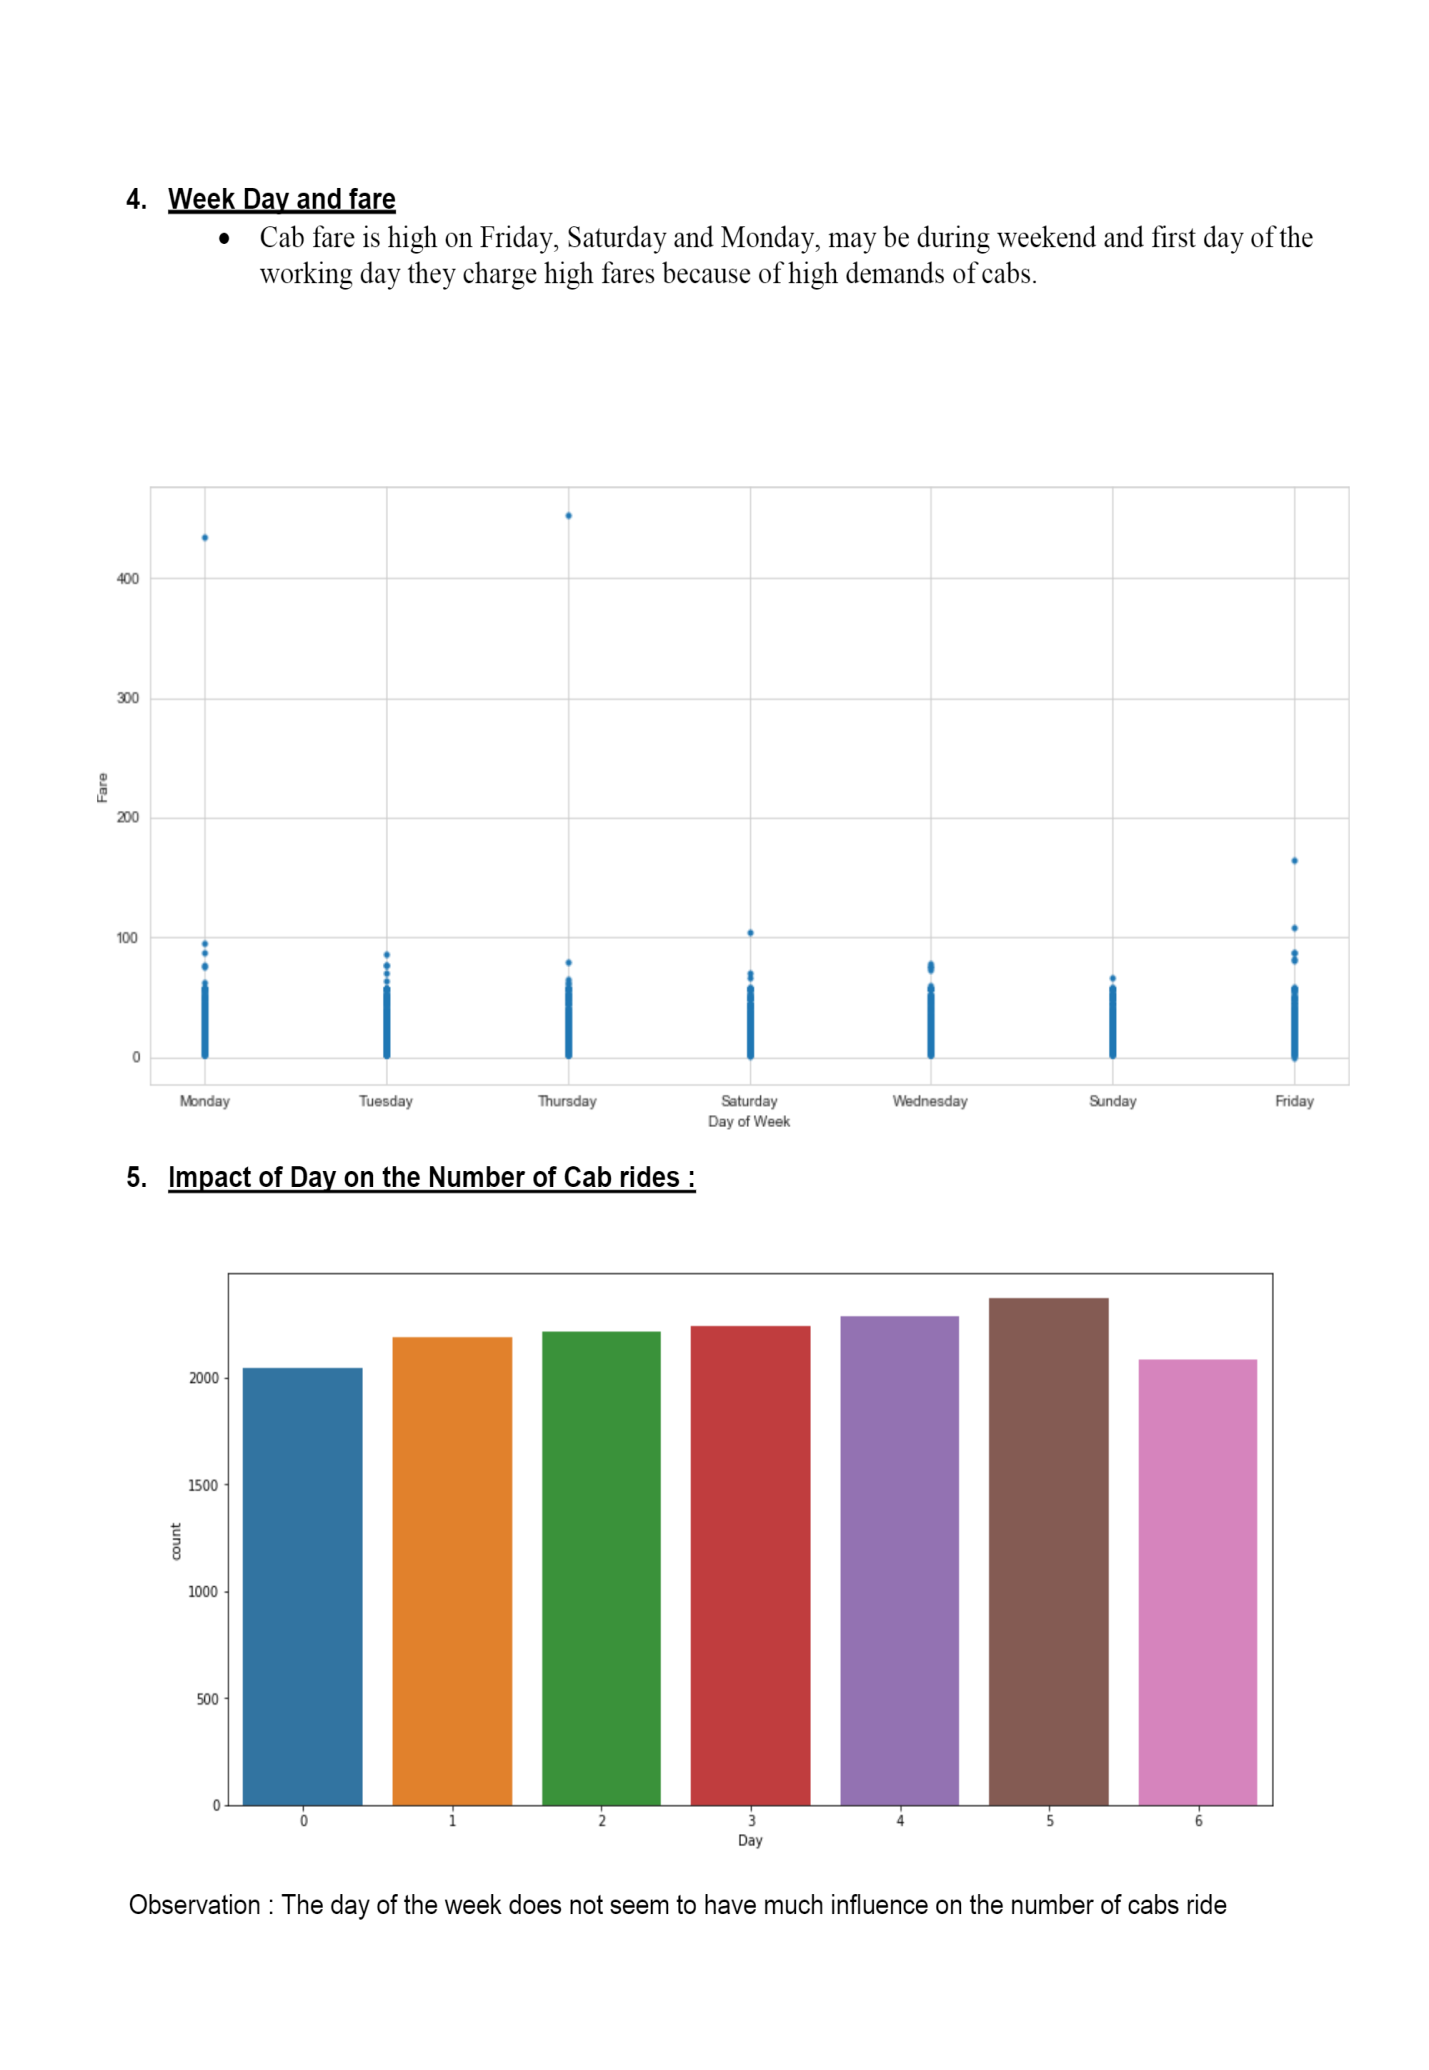 4. Week Day and fare
• Cab fare is high on Friday, Saturday and Monday, may be during weekend and first day of the
working day they charge high fares because of high demands of cabs.
400
300
Fare
200
100
0
Monday Tuesday Thursday Saturday Wednesday Sunday Friday
Day of Week
5. Impact of Day on the Number of Cab rides :
2000
1500
count
1000
500
0
0 1 2 3 4 5 6
Day
Observation : The day of the week does not seem to have much influence on the number of cabs ride